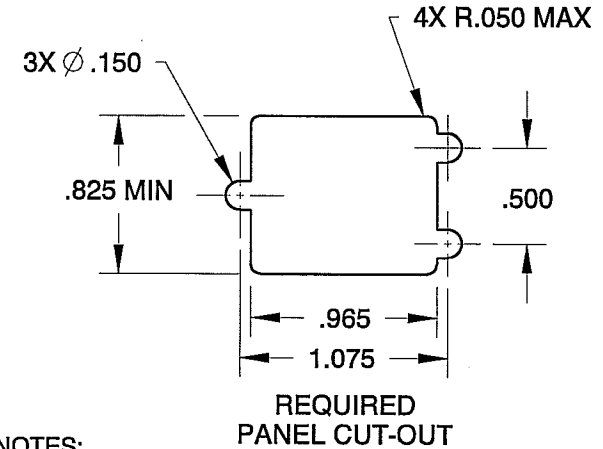 4X R.050 MAX
3X ∅ .150
.825 MIN
.500
.965
1.075
REQUIRED
PANEL CUT-OUT
NOTES: